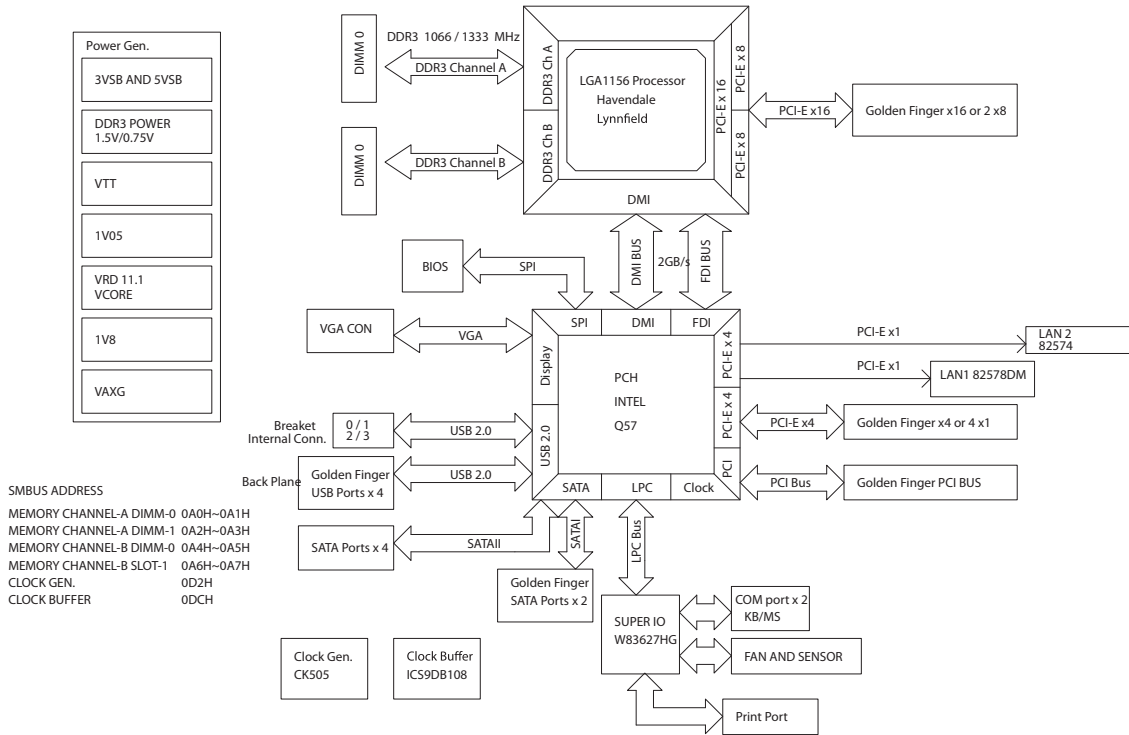 Power Gen.
3VSB AND 5VSB
DDR3 POWER
1.5V/0.75V
VTT
1V05
VRD 11.1
VCORE
1V8
VAXG
DIMM 0
DIMM 0
DDR3 1066 / 1333 MHz
DDR3 Channel A
DDR3 Channel B
DDR3 Ch A
DDR3 Ch B
LGA1156 Processor
Havendale
Lynnfield
PCI-E x 16
PCI-E x 8
PCI-E x 8
DMI
PCI-E x16
Golden Finger x16 or 2 x8
DMI BUS
2GB/s
FDI BUS
BIOS
SPI
VGA CON
VGA
SPI
DMI
FDI
Display
USB 2.0
PCH
INTEL
Q57
PCI-E x 4
PCI-E x 4
PCI
SATA
LPC
Clock
PCI-E x1
LAN 2
82574
PCI-E x1
LAN1 82578DM
PCI-E x4
Golden Finger x4 or 4 x1
PCI Bus
Golden Finger PCI BUS
Breaket
Internal Conn.
0 / 1
2 / 3
USB 2.0
Back Plane
Golden Finger
USB Ports x 4
USB 2.0
SATA Ports x 4
SATAII
SATAI
Golden Finger
SATA Ports x 2
LPC Bus
SUPER IO
W83627HG
COM port x 2
KB/MS
FAN AND SENSOR
Print Port
SMBUS ADDRESS
MEMORY CHANNEL-A DIMM-0 0A0H~0A1H
MEMORY CHANNEL-A DIMM-1 0A2H~0A3H
MEMORY CHANNEL-B DIMM-0 0A4H~0A5H
MEMORY CHANNEL-B SLOT-1 0A6H~0A7H
CLOCK GEN. 0D2H
CLOCK BUFFER 0DCH
Clock Gen.
CK505
Clock Buffer
ICS9DB108